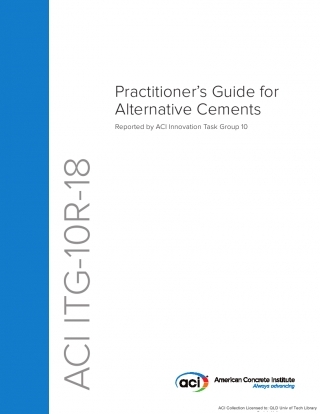 Practitioner's Guide for
Alternative Cements
Reported by ACI Innovation Task Group 10
ACI ITG-10R-18
aci
American Concrete Institute
Always advancing
ACI Collection Licensed to: QLD Univ of Tech Library